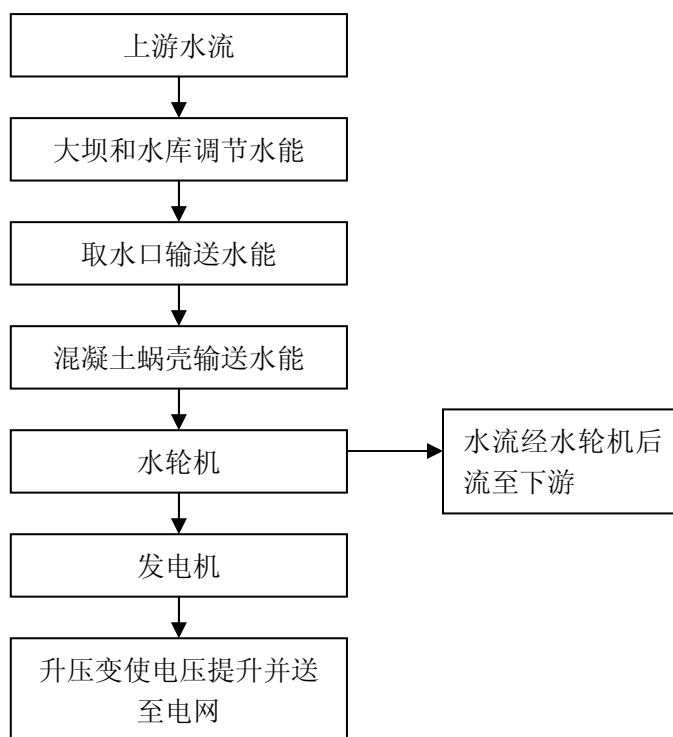 上游水流
大坝和水库调节水能
取水口输送水能
混凝土蜗壳输送水能
水轮机
水流经水轮机后
流至下游
发电机
升压变使电压提升并送
至电网